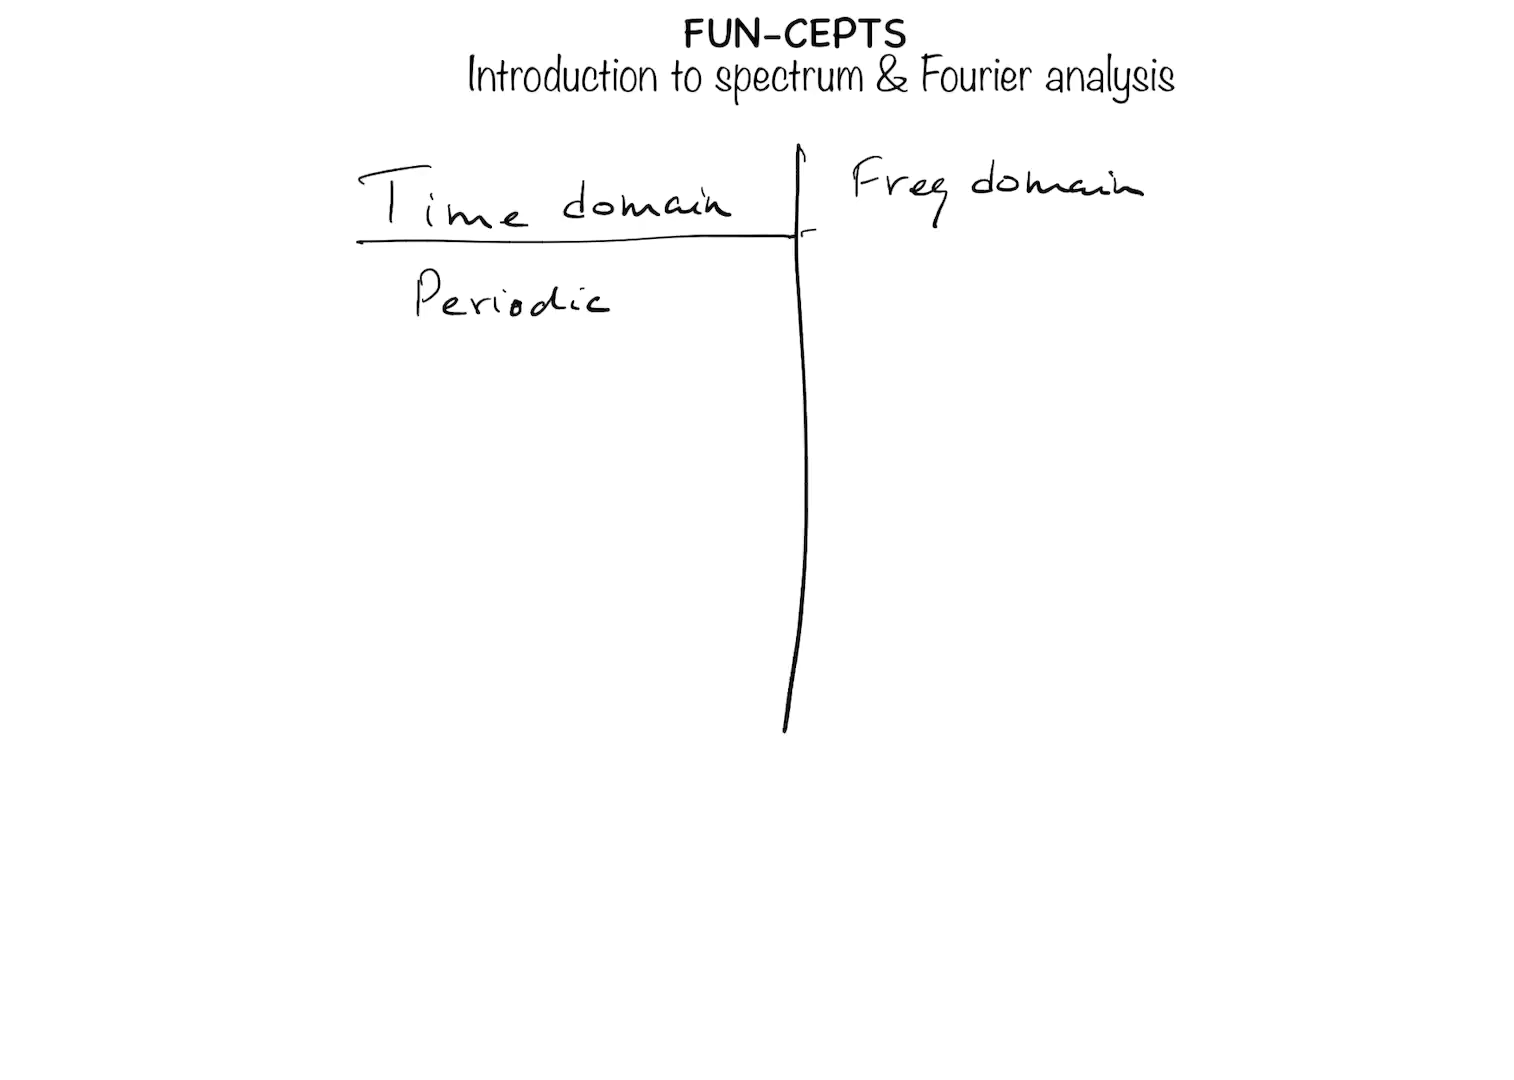 FUN-CEPTS
Introduction to spectrum & Fourier analysis
Time domain
Freq domain
Periodic